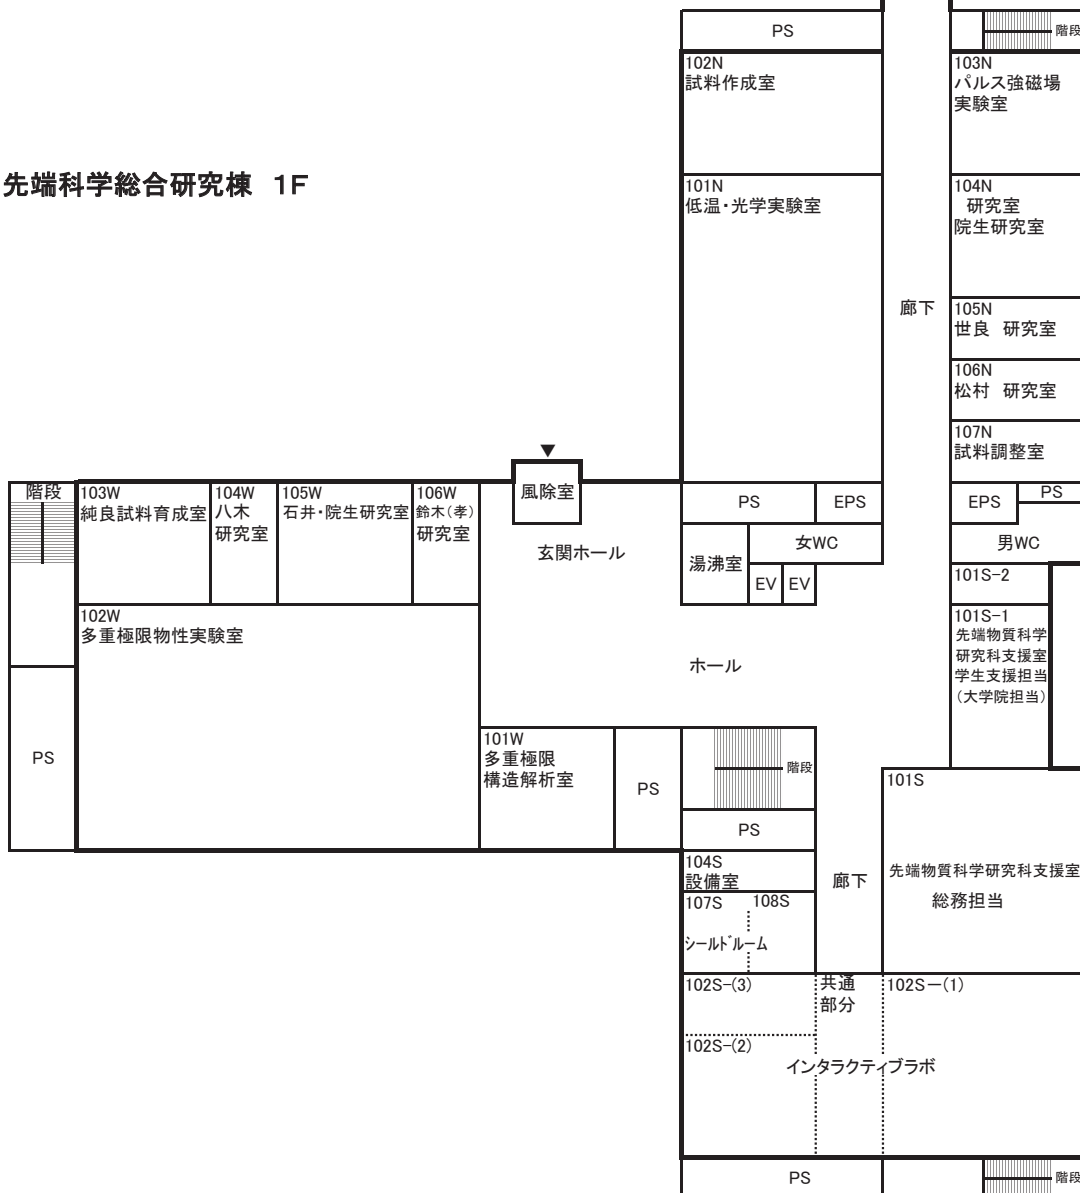 PS
階段
102N
試料作成室
103N
パルス強磁場
実験室
先端科学総合研究棟　1F
101N
低温・光学実験室
104N
研究室
院生研究室
廊下
105N
世良　研究室
106N
松村　研究室
107N
試料調整室
▼
風除室
階段
103W
純良試料育成室
104W
八木
研究室
105W
石井・院生研究室
106W
鈴木(孝)
研究室
玄関ホール
PS
EPS
EPS
PS
湯沸室
女WC
男WC
EV
EV
101S-2
102W
多重極限物性実験室
101S-1
先端物質科学
研究科支援室
学生支援担当
(大学院担当)
ホール
PS
101W
多重極限
構造解析室
PS
階段
PS
101S
先端物質科学研究科支援室
総務担当
104S
設備室
廊下
107S
108S
シールドルーム
102S-(3)
共通
部分
102S－(1)
102S-(2)
インタラクティブラボ
PS
階段